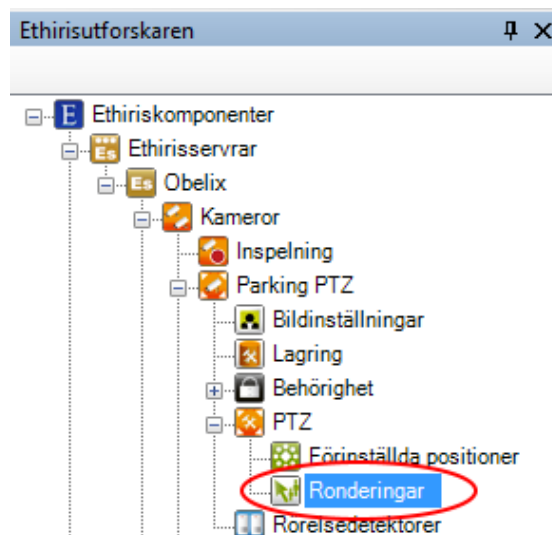 Ethirisutforskaren
Ethiriskomponenter
Ethirisservrar
Obelix
Kameror
Inspelning
Parking PTZ
Bildinställningar
Lagring
Behörighet
PTZ
Förinställda positioner
Ronderingar
Rörelsedetektorer